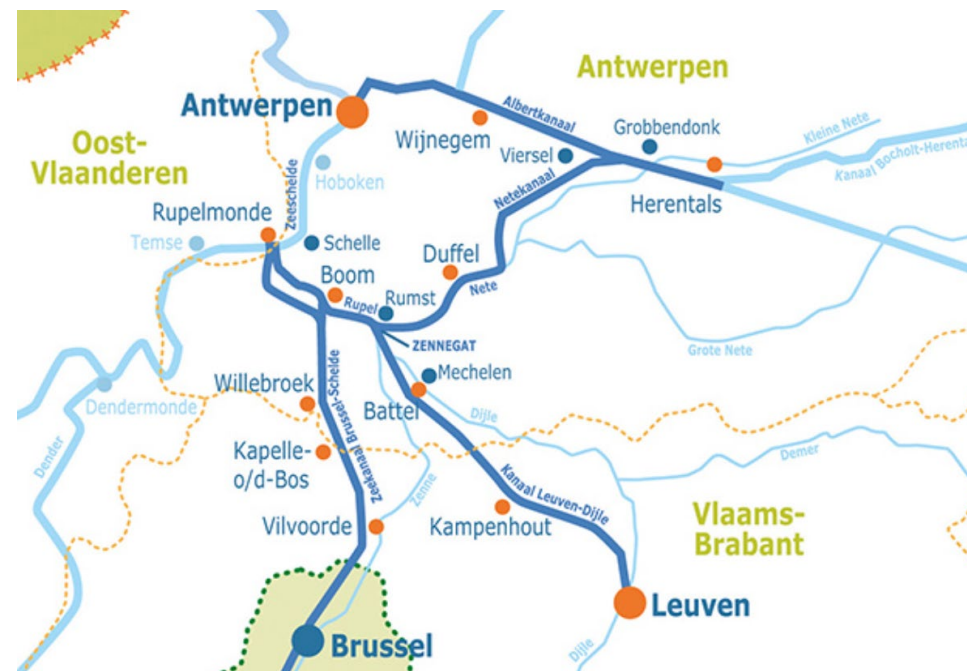 Antwerpen
Antwerpen
Albertkanaal
Wijnegem
Grobbendonk
Kleine Nete
Viersel
Kanaal Bocholt-Herenta
Oost-
Vlaanderen
Hoboken
Zeeschelde
Netekanaal
Herentals
Rupelmonde
Temse
Schelle
Duffel
Boom
Nete
Rupel
Rumst
ZENNEGAT
Grote Nete
Mechelen
Willebroek
Battel
Dijle
Dendermonde
Zeekanaal Brussel-Schelde
Kapelle-
o/d-Bos
Demer
Dender
Zenne
Kanaal Leuven-Dijle
Vilvoorde
Kampenhout
Vlaams-
Brabant
Leuven
Brussel
Dijle